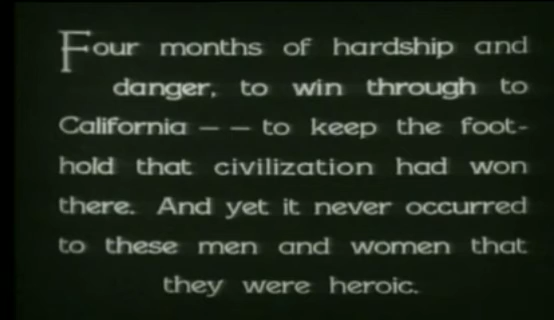 Four months of hardship and
danger, to win through to
California -- to keep the foot-
hold that civilization had won
there. And yet it never occurred
to these men and women that
they were heroic.